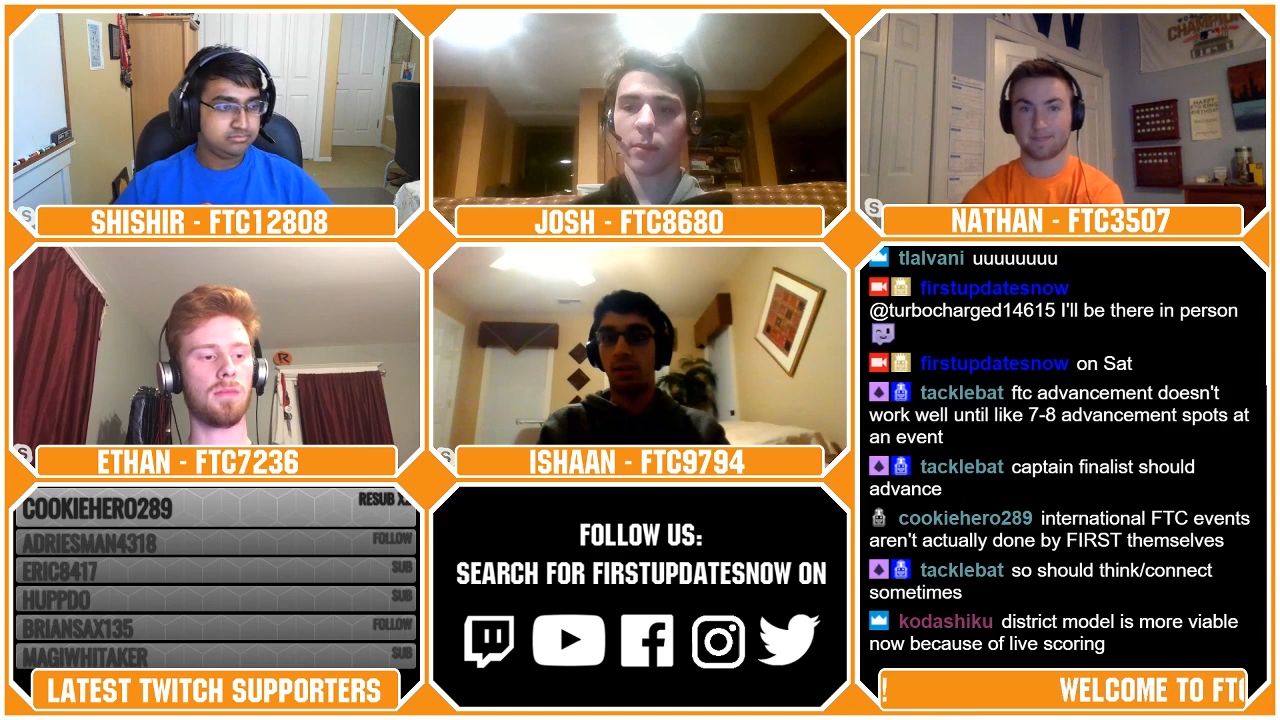 CHAMPION
SHISHIR - FTC12808
JOSH - FTC8680
NATHAN - FTC3507
R
ETHAN - FTC7236
ISHAAN - FTC9794
COOKIEHERO289 RESUB
ADRIESMAN4318 FOLLOW
ERIC8417 SUB
HUPPDO SUB
BRIANSAX135 FOLLOW
MAGIWHITAKER SUB
LATEST TWITCH SUPPORTERS
FOLLOW US:
SEARCH FOR FIRSTUPDATESNOW ON
tlalvani uuuuuuuu
firstupdatesnow
@turbocharged14615 I'll be there in person
firstupdatesnow on Sat
tacklebat ftc advancement doesn't
work well until like 7-8 advancement spots at
an event
tacklebat captain finalist should
advance
cookiehero289 international FTC events
aren't actually done by FIRST themselves
tacklebat so should think/connect
sometimes
kodashiku district model is more viable
now because of live scoring
! WELCOME TO FTC